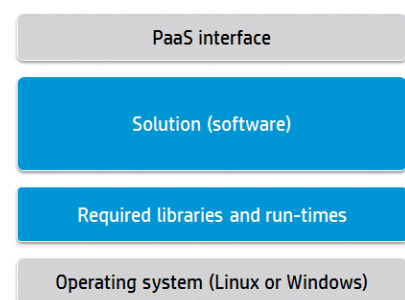 PaaS interface
Solution (software)
Required libraries and run-times
Operating system (Linux or Windows)